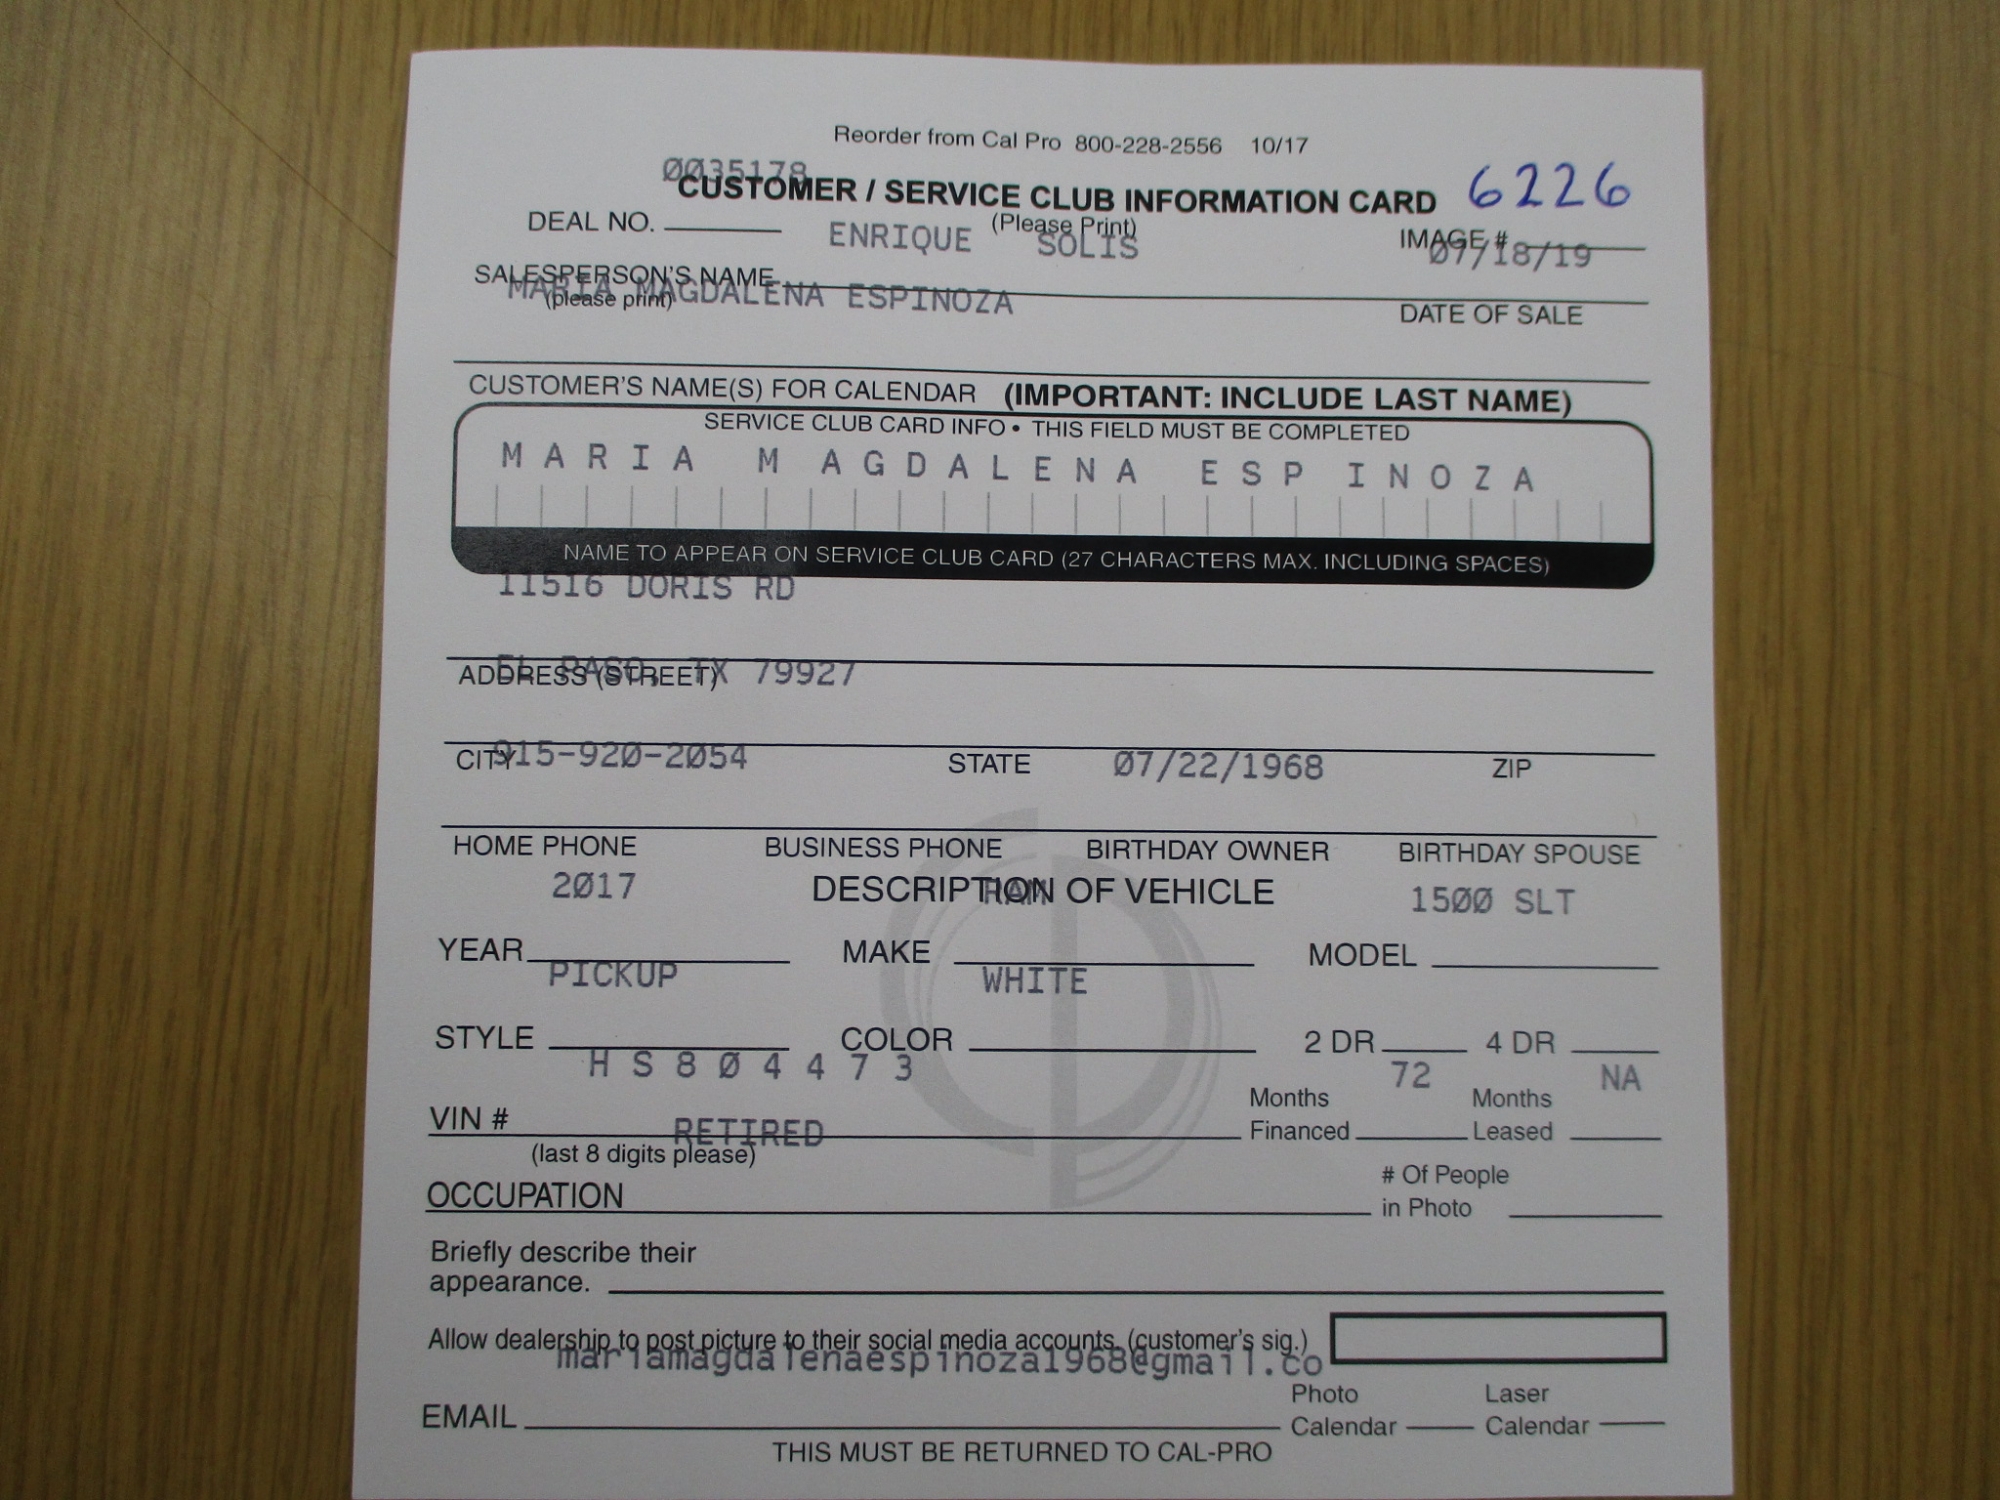 Reorder from Cal Pro 800-228-2556 10/17
0035178
CUSTOMER / SERVICE CLUB INFORMATION CARD 6226
DEAL NO. (Please Print) IMAGE #
ENRIQUE SOLIS 07/18/19
SALESPERSON'S NAME
(please print) DATE OF SALE
MARIA MAGDALENA ESPINOZA
CUSTOMER'S NAME(S) FOR CALENDAR (IMPORTANT: INCLUDE LAST NAME)
SERVICE CLUB CARD INFO • THIS FIELD MUST BE COMPLETED
MARIA MAGDALENA ESPINOZA
NAME TO APPEAR ON SERVICE CLUB CARD (27 CHARACTERS MAX. INCLUDING SPACES)
11516 DORIS RD
ADDRESS (STREET)
EL PASO, TX 79927
CITY STATE ZIP
915-920-2054 07/22/1968
HOME PHONE BUSINESS PHONE BIRTHDAY OWNER BIRTHDAY SPOUSE
DESCRIPTION OF VEHICLE
2017 RAM 1500 SLT
YEAR MAKE MODEL
PICKUP WHITE
STYLE COLOR 2 DR 4 DR
HS804473 72 NA
VIN # Months Financed Months Leased
RETIRED
(last 8 digits please)
OCCUPATION # Of People in Photo
Briefly describe their
appearance.
Allow dealership to post picture to their social media accounts. (customer's sig.)
mariamagdalenaespinoza1968@gmail.co
EMAIL Photo Calendar Laser Calendar
THIS MUST BE RETURNED TO CAL-PRO